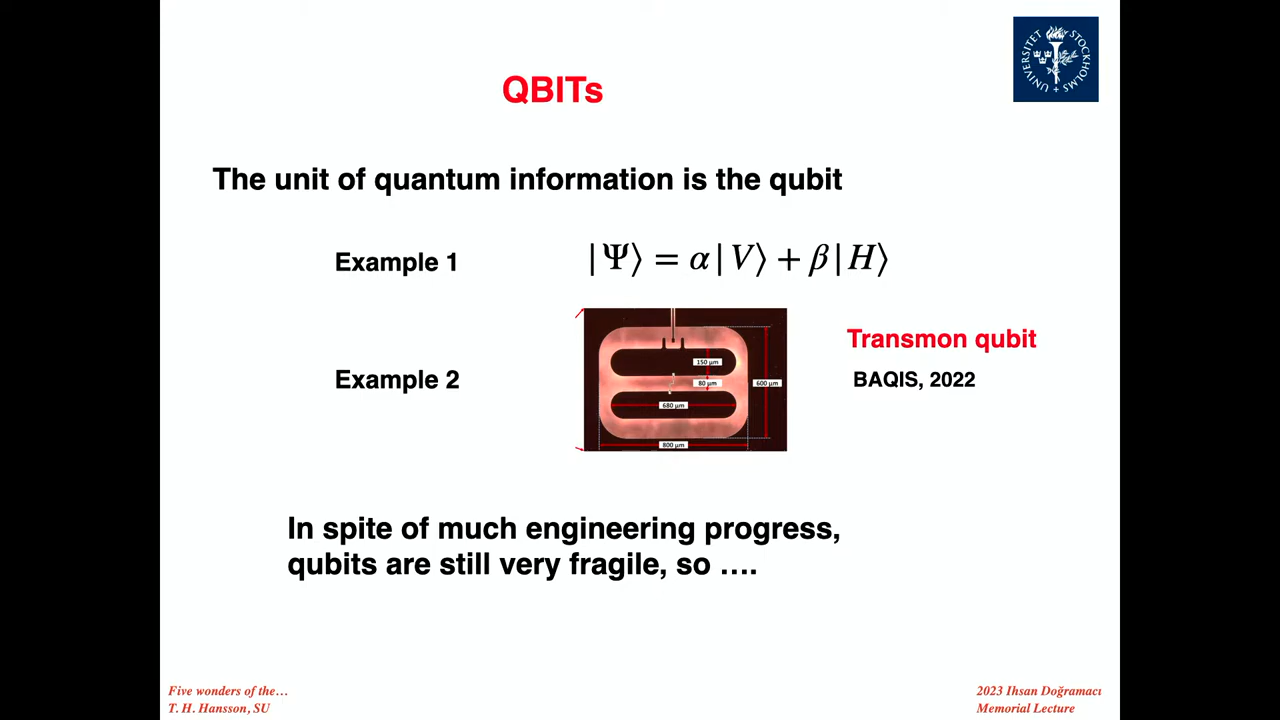 UNIVERSITET STOCKHOLMS
QBITs
The unit of quantum information is the qubit
Example 1
|Ψ⟩ = α|V⟩ + β|H⟩
Example 2
150 µm
80 µm
600 µm
680 µm
800 µm
Transmon qubit
BAQIS, 2022
In spite of much engineering progress,
qubits are still very fragile, so ….
Five wonders of the…
T. H. Hansson, SU
2023 Ihsan Doğramacı
Memorial Lecture